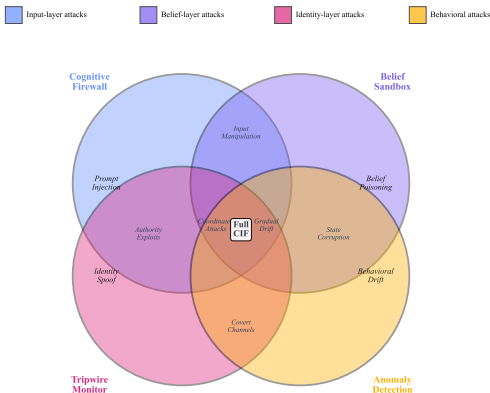 Input-layer attacks
Belief-layer attacks
Identity-layer attacks
Behavioral attacks
Cognitive
Firewall
Belief
Sandbox
Input
Manipulation
Prompt
Injection
Belief
Poisoning
Authority
Exploits
Coordinated
Attacks
Full
CIF
Gradual
Drift
State
Corruption
Identity
Spoof
Behavioral
Drift
Covert
Channels
Tripwire
Monitor
Anomaly
Detection